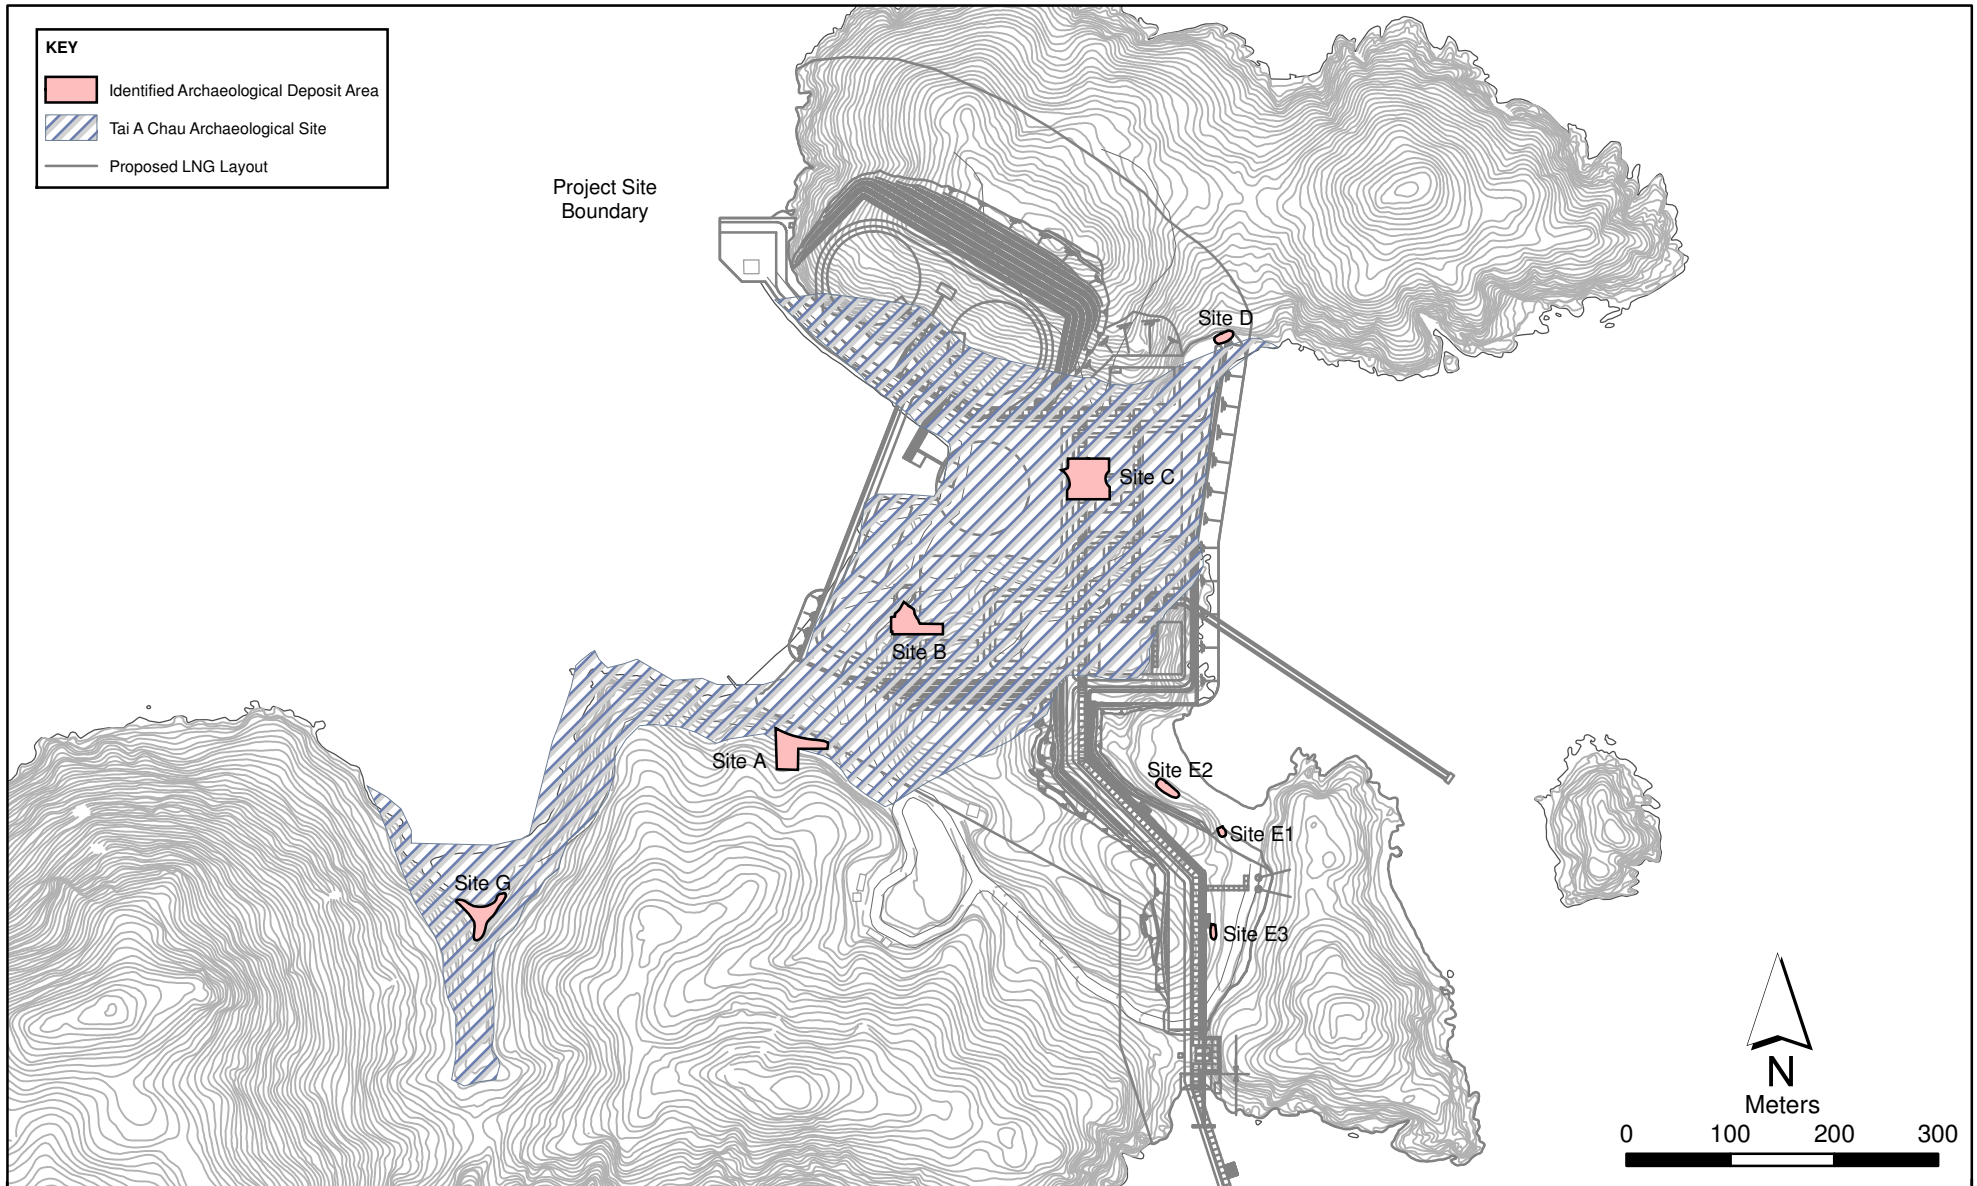 KEY
Identified Archaeological Deposit Area
Tai A Chau Archaeological Site
Proposed LNG Layout
Project Site
Boundary
Site D
Site C
Site B
Site A
Site E2
Site E1
Site G
Site E3
N
Meters
0 100 200 300